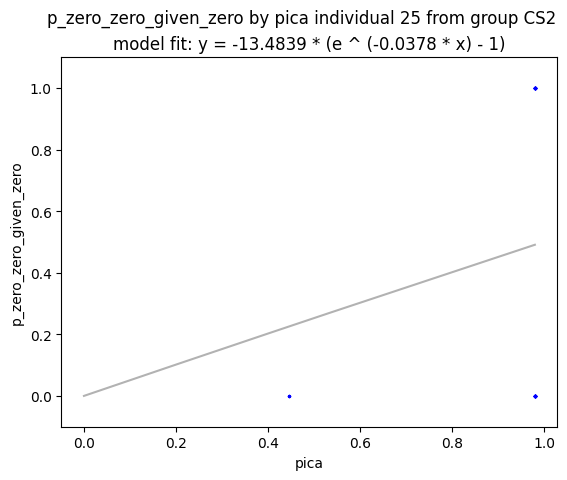 p_zero_zero_given_zero by pica individual 25 from group CS2
model fit: y = -13.4839 * (e ^ (-0.0378 * x) - 1)
1.0
0.8
0.6
0.4
0.2
0.0
p_zero_zero_given_zero
0.0 0.2 0.4 0.6 0.8 1.0
pica